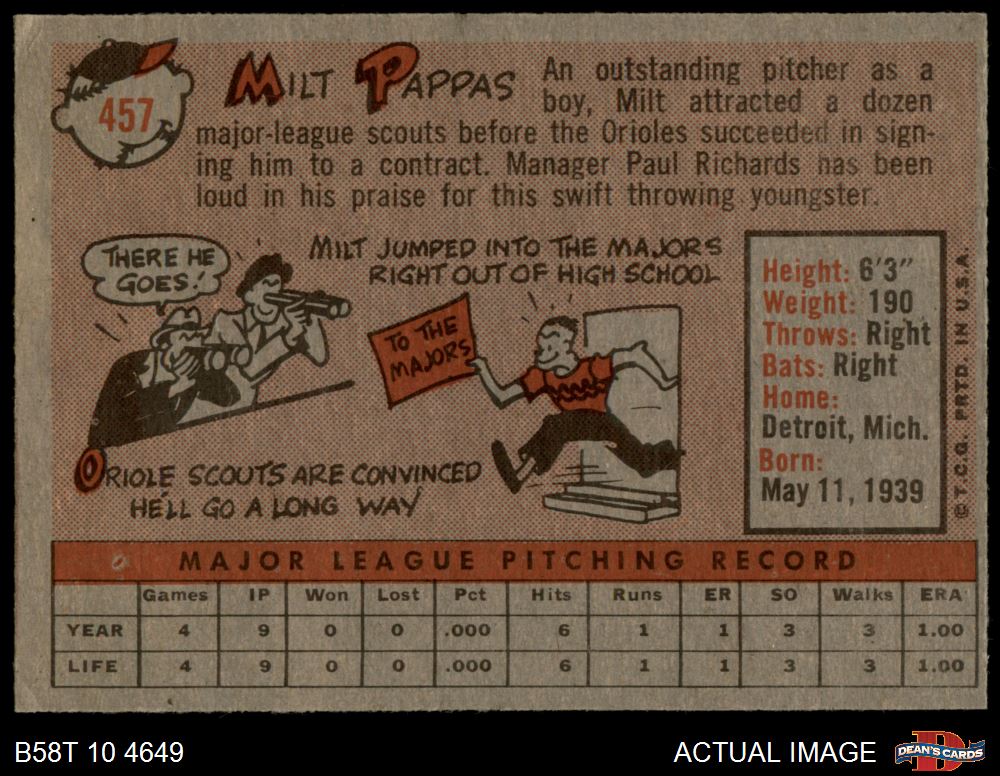 457
MILT PAPPAS
An outstanding pitcher as a
boy, Milt attracted a dozen
major-league scouts before the Orioles succeeded in sign-
ing him to a contract. Manager Paul Richards has been
loud in his praise for this swift throwing youngster.
THERE HE
GOES!
MILT JUMPED INTO THE MAJORS
RIGHT OUT OF HIGH SCHOOL
TO THE
MAJORS
ORIOLE SCOUTS ARE CONVINCED
HE'LL GO A LONG WAY
Height: 6'3"
Weight: 190
Throws: Right
Bats: Right
Home:
Detroit, Mich.
Born:
May 11, 1939
©T.C.G. PRTD. IN U.S.A.
MAJOR LEAGUE PITCHING RECORD
Games IP Won Lost Pct Hits Runs ER SO Walks ERA
YEAR 4 9 0 0 .000 6 1 1 3 3 1.00
LIFE 4 9 0 0 .000 6 1 1 3 3 1.00
B58T 10 4649
ACTUAL IMAGE
D
DEAN'S CARDS